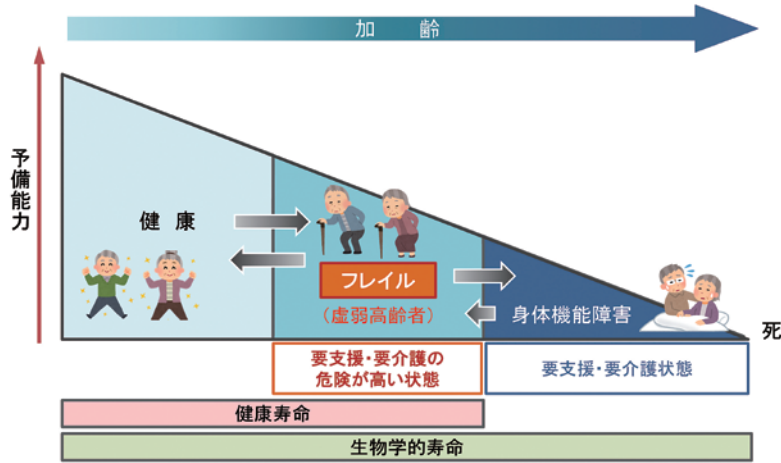 加　齢
予備能力
健 康
フレイル
（虚弱高齢者）
身体機能障害
死
要支援・要介護の
危険が高い状態
要支援・要介護状態
健康寿命
生物学的寿命